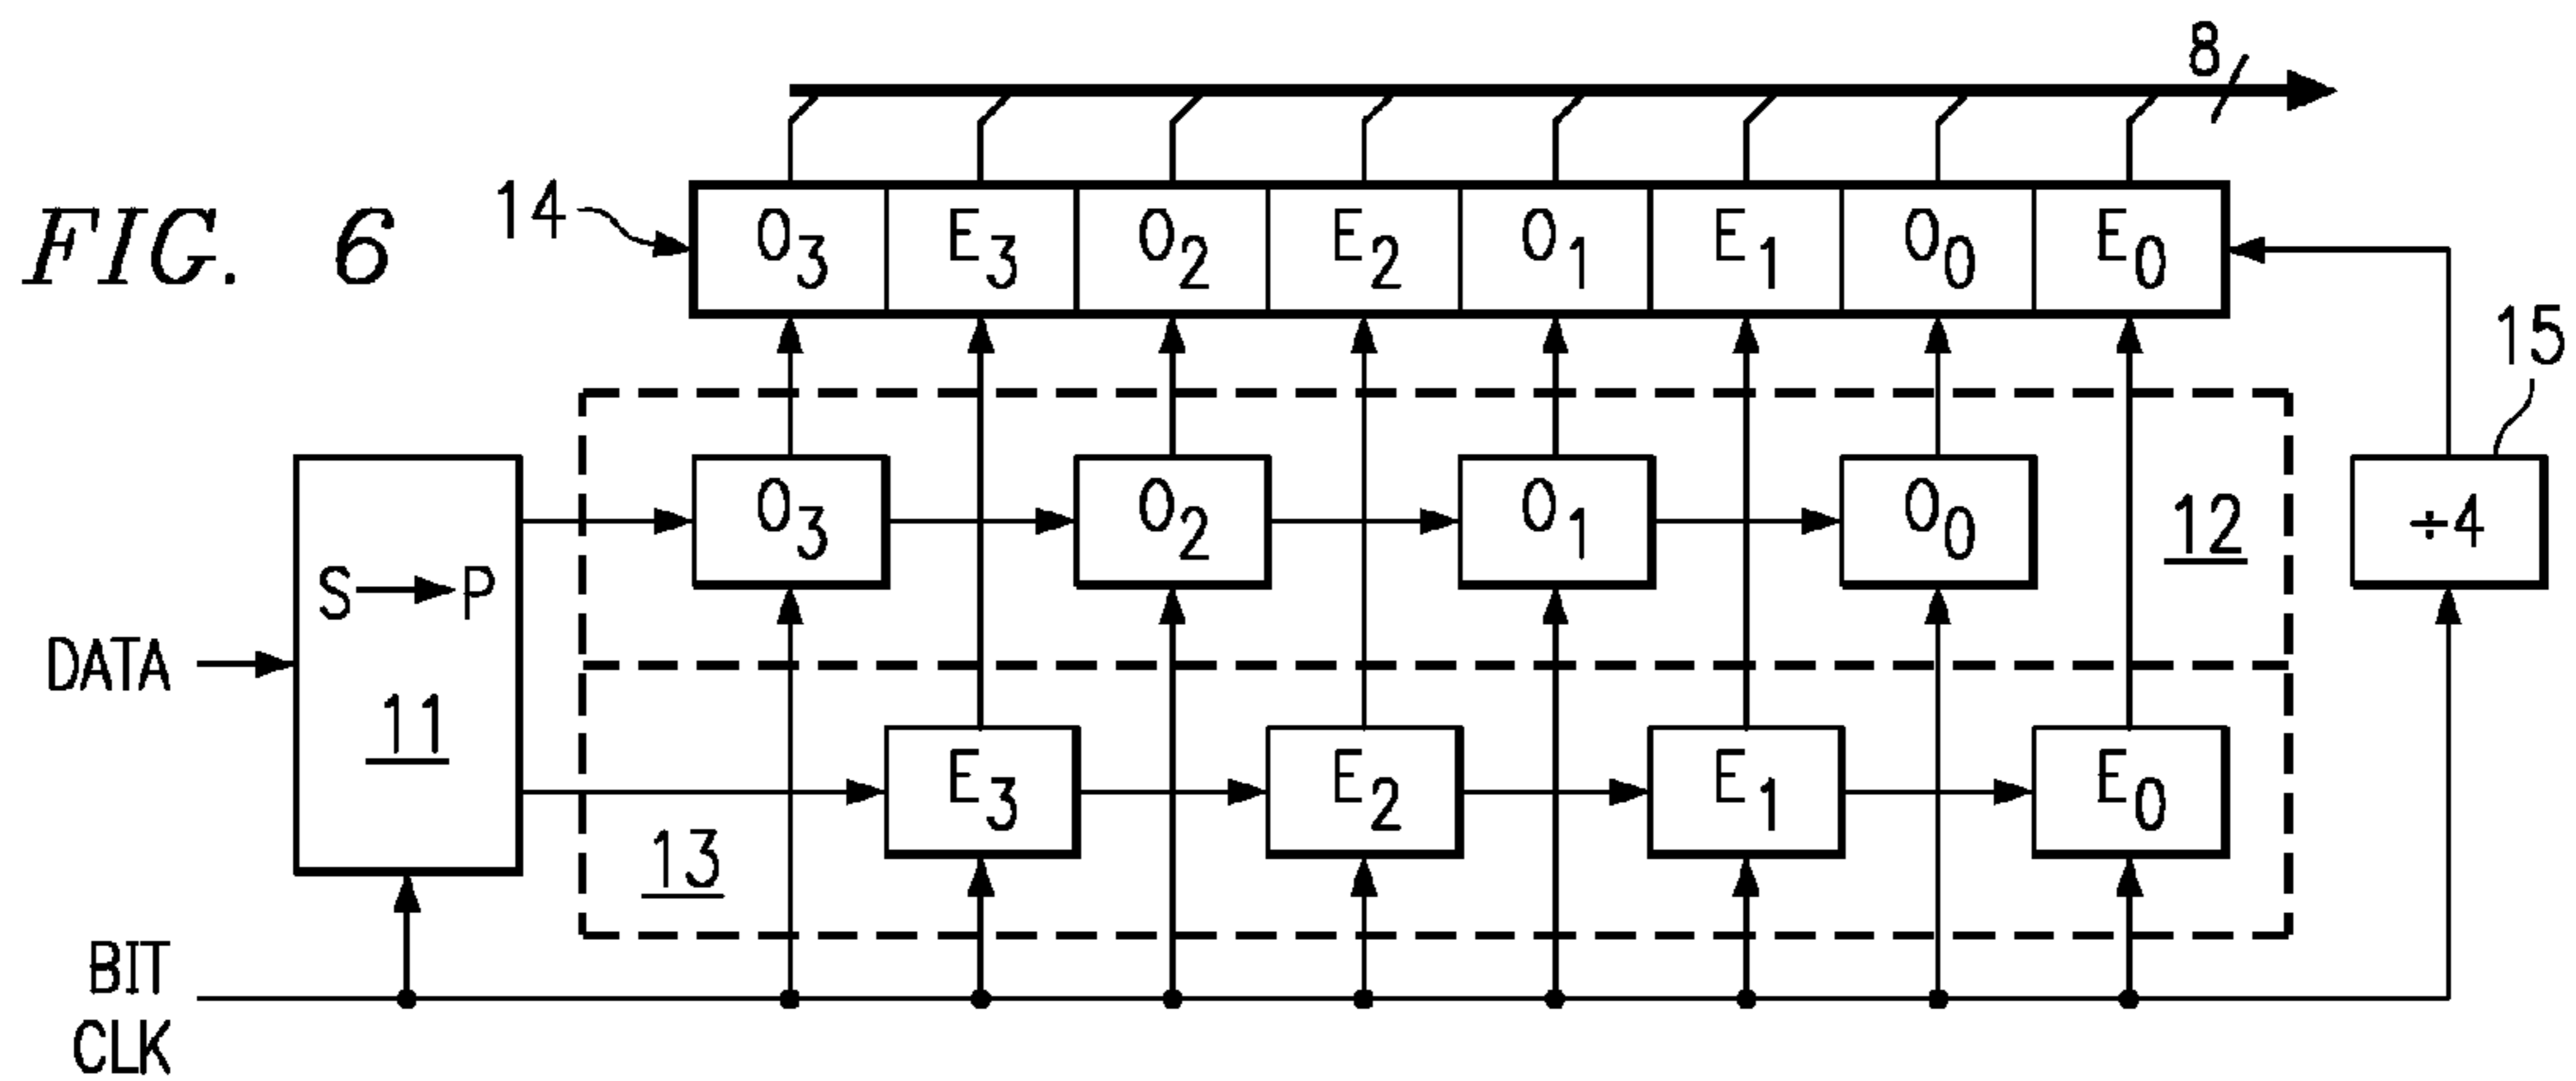 8
FIG. 6
14
O3 E3 O2 E2 O1 E1 O0 E0
15
O3 O2 O1 O0
12
÷4
S P
DATA
11
E3 E2 E1 E0
13
BIT
CLK